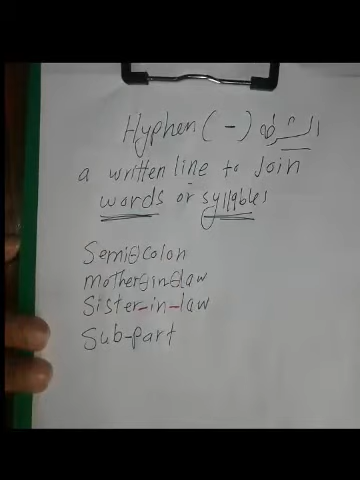 Hyphen (-) الشرطة
a written line to Join
words or syllables
Semi-colon
mother-in-law
Sister-in-law
Sub-part